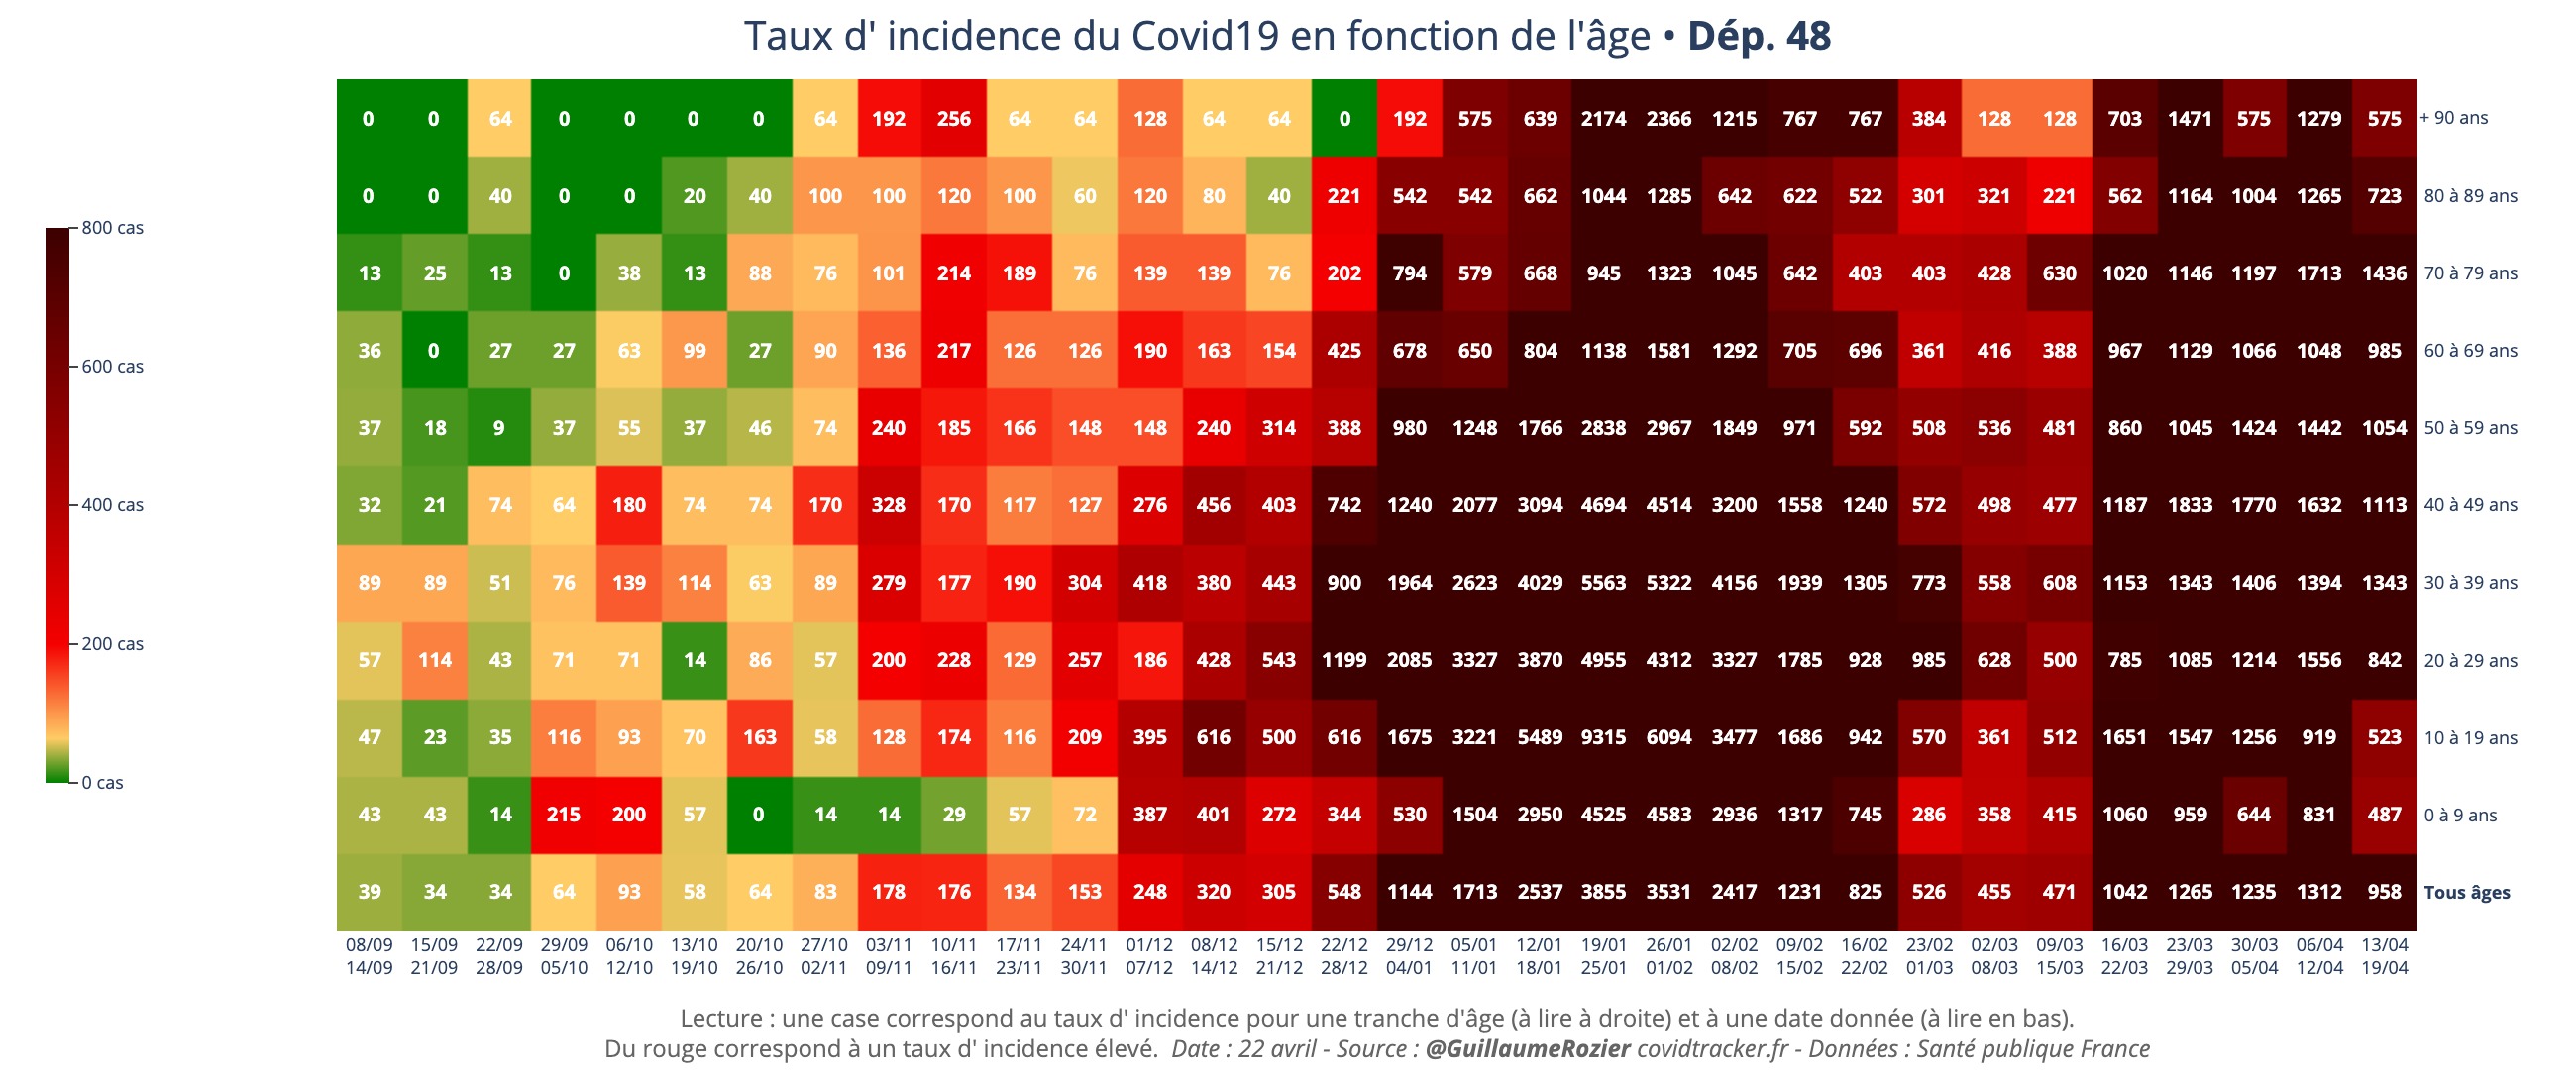 Taux d' incidence du Covid19 en fonction de l'âge • Dép. 48
800 cas
600 cas
400 cas
200 cas
0 cas
0 0 64 0 0 0 0 64 192 256 64 64 128 64 64 0 192 575 639 2174 2366 1215 767 767 384 128 128 703 1471 575 1279 575 + 90 ans
0 0 40 0 0 20 40 100 100 120 100 60 120 80 40 221 542 542 662 1044 1285 642 622 522 301 321 221 562 1164 1004 1265 723 80 à 89 ans
13 25 13 0 38 13 88 76 101 214 189 76 139 139 76 202 794 579 668 945 1323 1045 642 403 403 428 630 1020 1146 1197 1713 1436 70 à 79 ans
36 0 27 27 63 99 27 90 136 217 126 126 190 163 154 425 678 650 804 1138 1581 1292 705 696 361 416 388 967 1129 1066 1048 985 60 à 69 ans
37 18 9 37 55 37 46 74 240 185 166 148 148 240 314 388 980 1248 1766 2838 2967 1849 971 592 508 536 481 860 1045 1424 1442 1054 50 à 59 ans
32 21 74 64 180 74 74 170 328 170 117 127 276 456 403 742 1240 2077 3094 4694 4514 3200 1558 1240 572 498 477 1187 1833 1770 1632 1113 40 à 49 ans
89 89 51 76 139 114 63 89 279 177 190 304 418 380 443 900 1964 2623 4029 5563 5322 4156 1939 1305 773 558 608 1153 1343 1406 1394 1343 30 à 39 ans
57 114 43 71 71 14 86 57 200 228 129 257 186 428 543 1199 2085 3327 3870 4955 4312 3327 1785 928 985 628 500 785 1085 1214 1556 842 20 à 29 ans
47 23 35 116 93 70 163 58 128 174 116 209 395 616 500 616 1675 3221 5489 9315 6094 3477 1686 942 570 361 512 1651 1547 1256 919 523 10 à 19 ans
43 43 14 215 200 57 0 14 14 29 57 72 387 401 272 344 530 1504 2950 4525 4583 2936 1317 745 286 358 415 1060 959 644 831 487 0 à 9 ans
39 34 34 64 93 58 64 83 178 176 134 153 248 320 305 548 1144 1713 2537 3855 3531 2417 1231 825 526 455 471 1042 1265 1235 1312 958 Tous âges
08/09 15/09 22/09 29/09 06/10 13/10 20/10 27/10 03/11 10/11 17/11 24/11 01/12 08/12 15/12 22/12 29/12 05/01 12/01 19/01 26/01 02/02 09/02 16/02 23/02 02/03 09/03 16/03 23/03 30/03 06/04 13/04
14/09 21/09 28/09 05/10 12/10 19/10 26/10 02/11 09/11 16/11 23/11 30/11 07/12 14/12 21/12 28/12 04/01 11/01 18/01 25/01 01/02 08/02 15/02 22/02 01/03 08/03 15/03 22/03 29/03 05/04 12/04 19/04
Lecture : une case correspond au taux d' incidence pour une tranche d'âge (à lire à droite) et à une date donnée (à lire en bas).
Du rouge correspond à un taux d' incidence élevé. Date : 22 avril - Source : @GuillaumeRozier covidtracker.fr - Données : Santé publique France